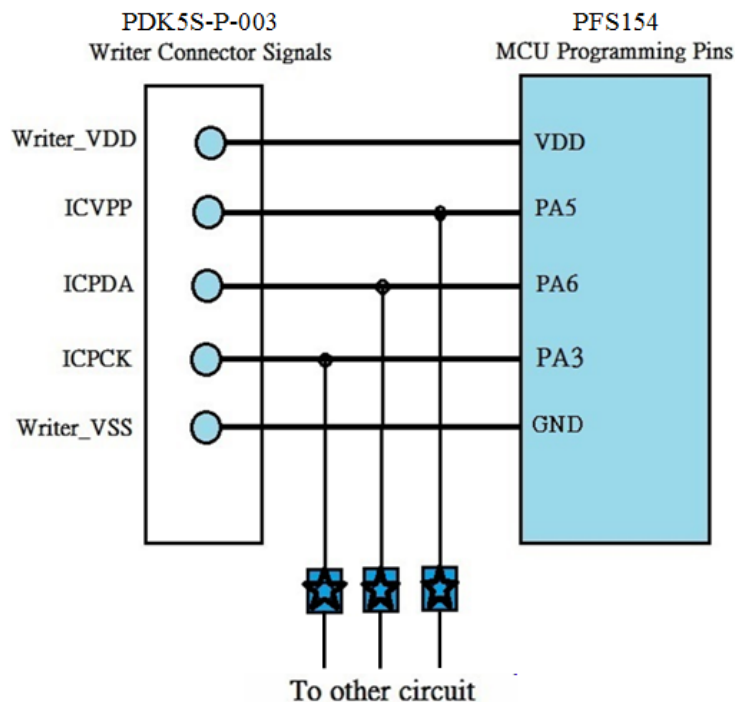 PDK5S-P-003
Writer Connector Signals
PFS154
MCU Programming Pins
Writer_VDD
VDD
ICVPP
PA5
ICPDA
PA6
ICPCK
PA3
Writer_VSS
GND
To other circuit